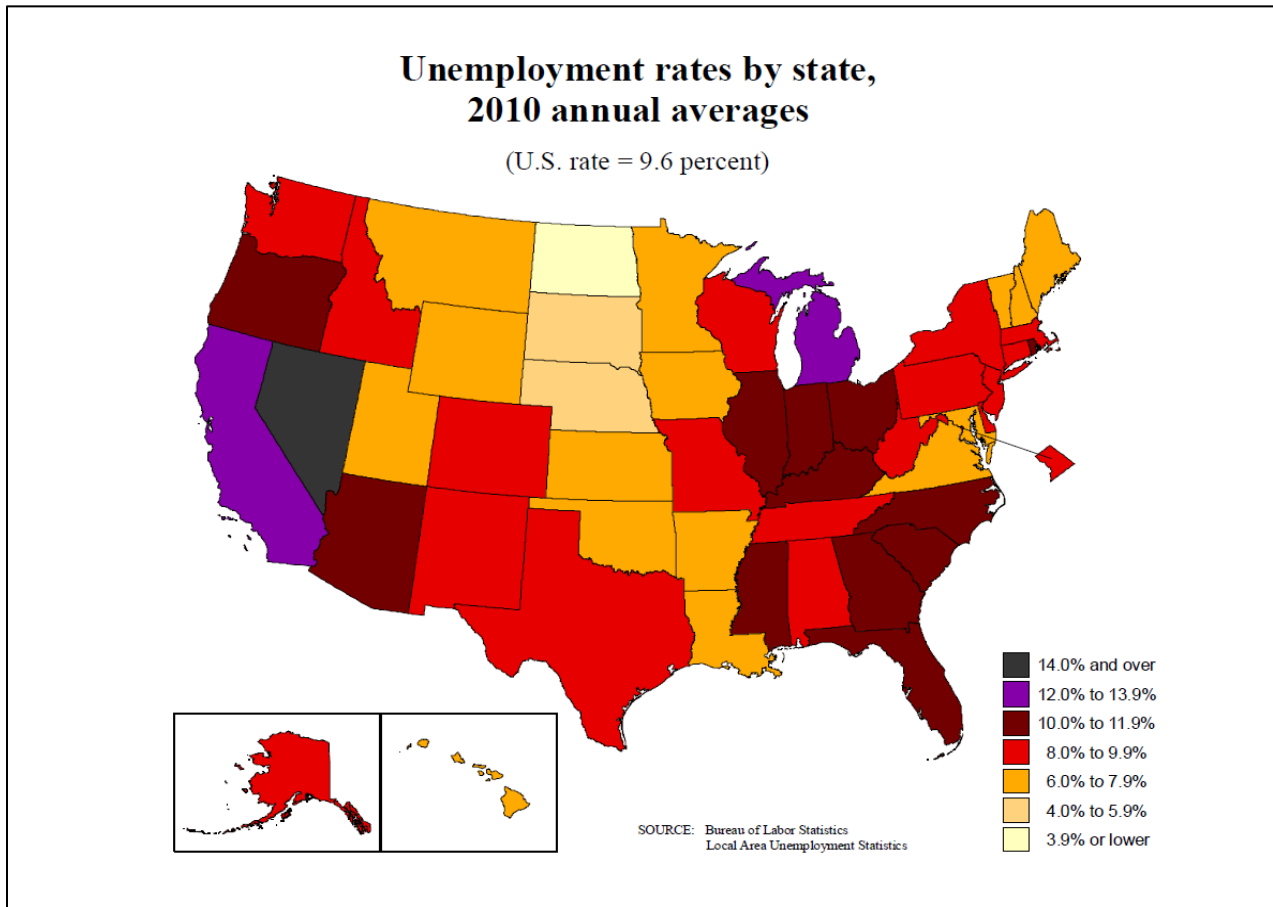 Unemployment rates by state,
2010 annual averages
(U.S. rate = 9.6 percent)
14.0% and over
12.0% to 13.9%
10.0% to 11.9%
8.0% to 9.9%
6.0% to 7.9%
4.0% to 5.9%
3.9% or lower
SOURCE: Bureau of Labor Statistics
Local Area Unemployment Statistics